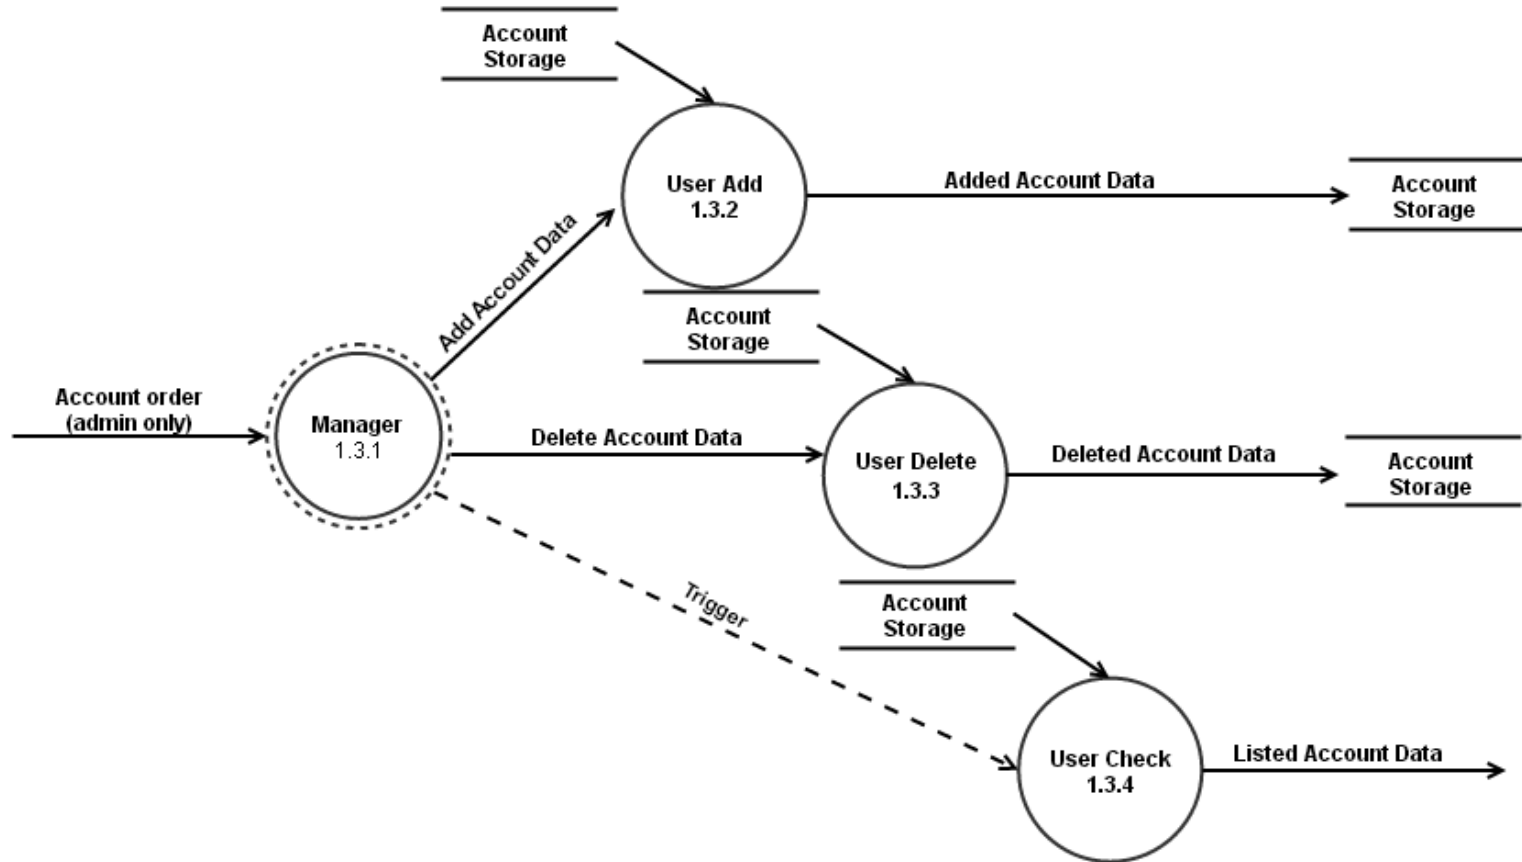 Account
Storage
User Add
1.3.2
Added Account Data
Account
Storage
Add Account Data
Account
Storage
Account order
(admin only)
Manager
1.3.1
Delete Account Data
User Delete
1.3.3
Deleted Account Data
Account
Storage
Trigger
Account
Storage
User Check
1.3.4
Listed Account Data